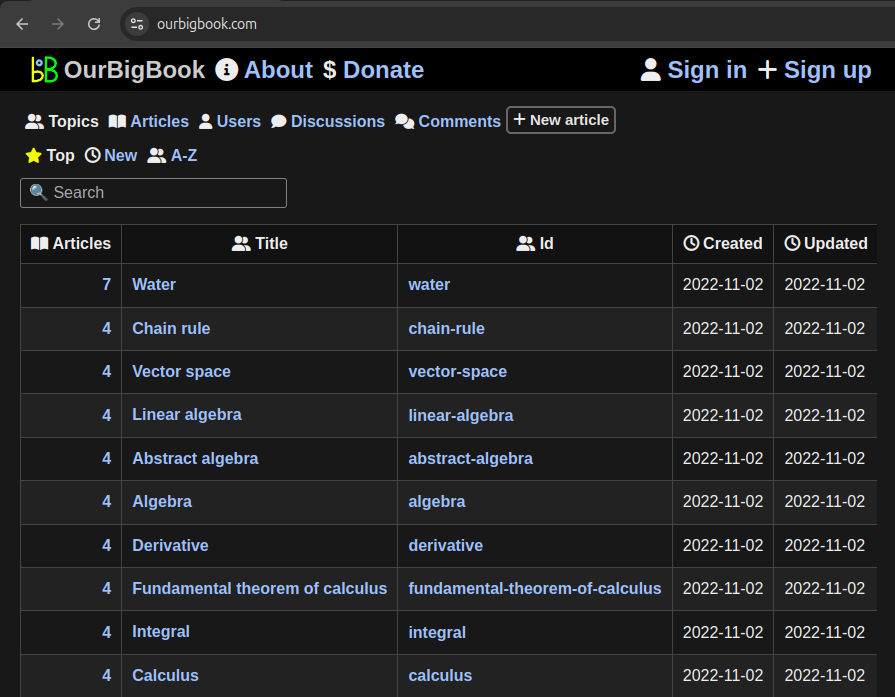 ourbigbook.com
OurBigBook About $ Donate Sign in + Sign up
Topics Articles Users Discussions Comments + New article
Top New A-Z
Search
Articles Title Id Created Updated
7 Water water 2022-11-02 2022-11-02
4 Chain rule chain-rule 2022-11-02 2022-11-02
4 Vector space vector-space 2022-11-02 2022-11-02
4 Linear algebra linear-algebra 2022-11-02 2022-11-02
4 Abstract algebra abstract-algebra 2022-11-02 2022-11-02
4 Algebra algebra 2022-11-02 2022-11-02
4 Derivative derivative 2022-11-02 2022-11-02
4 Fundamental theorem of calculus fundamental-theorem-of-calculus 2022-11-02 2022-11-02
4 Integral integral 2022-11-02 2022-11-02
4 Calculus calculus 2022-11-02 2022-11-02